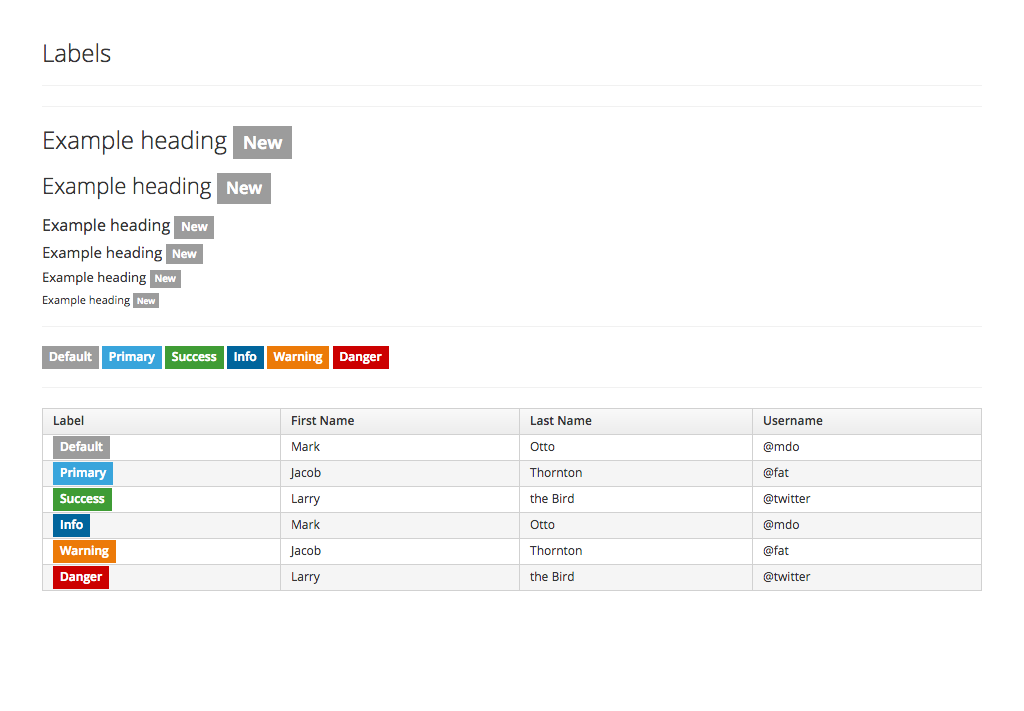 Labels
Example heading New
Example heading New
Example heading New
Example heading New
Example heading New
Example heading New
Default Primary Success Info Warning Danger
Label First Name Last Name Username
Default Mark Otto @mdo
Primary Jacob Thornton @fat
Success Larry the Bird @twitter
Info Mark Otto @mdo
Warning Jacob Thornton @fat
Danger Larry the Bird @twitter